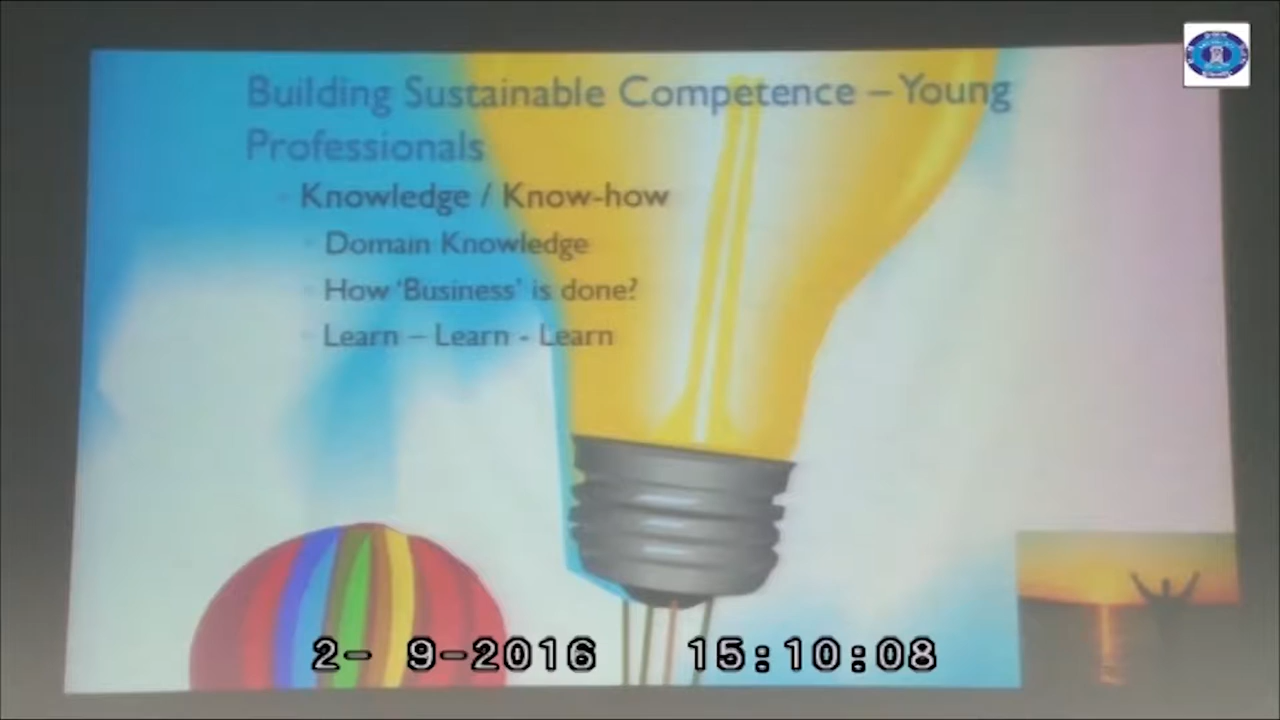 Building Sustainable Competence – Young
Professionals
Knowledge / Know-how
Domain Knowledge
How ‘Business’ is done?
Learn – Learn - Learn
2- 9-2016 15:10:08